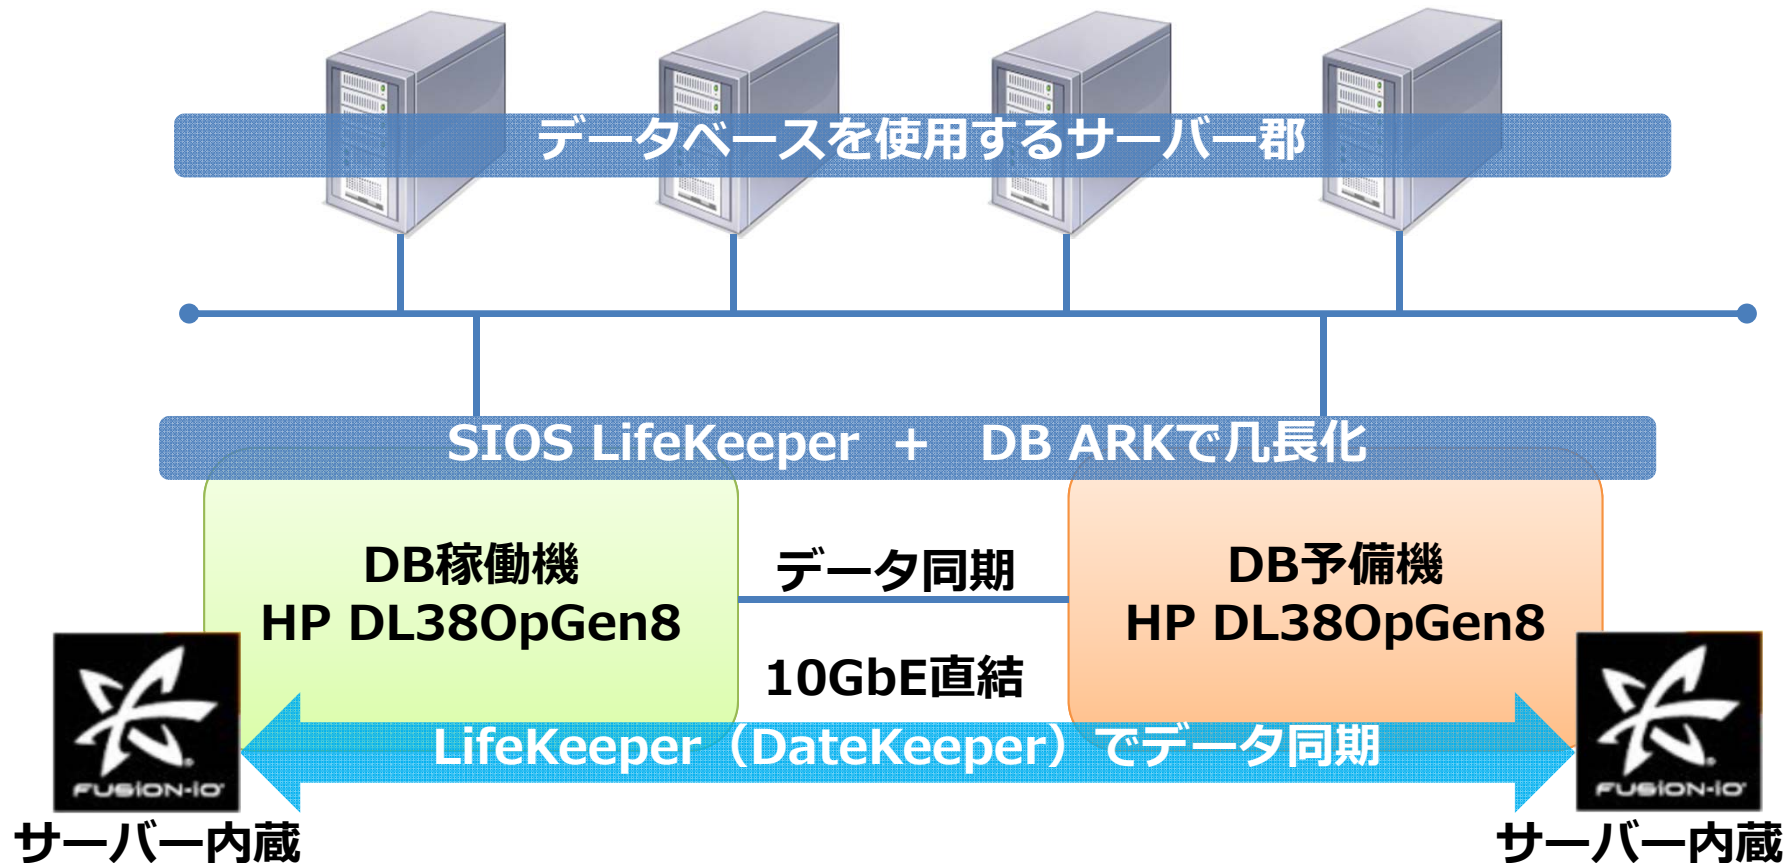 データベースを使用するサーバー郡
SIOS LifeKeeper + DB ARKで几長化
DB稼働機
HP DL38OpGen8
データ同期
10GbE直結
DB予備機
HP DL38OpGen8
LifeKeeper（DateKeeper）でデータ同期
FUSiON-iO
サーバー内蔵
FUSiON-iO
サーバー内蔵